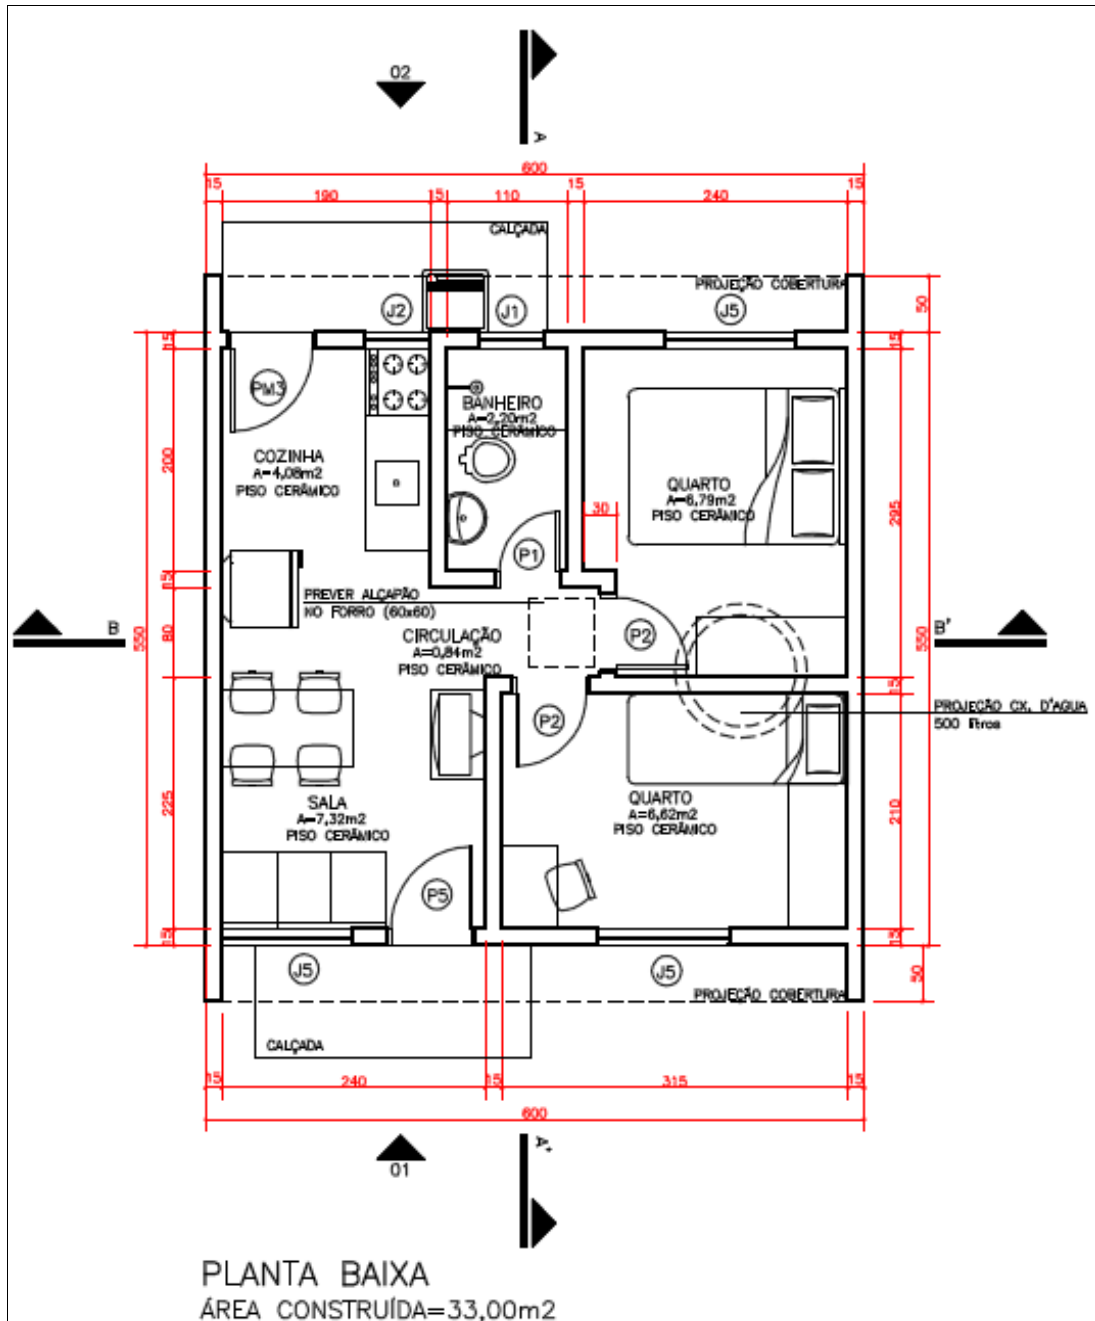 02
A
600
15
190
15
110
15
240
15
CALÇADA
PROJEÇÃO COBERTURA
50
J2
J1
J5
15
15
PM3
BANHEIRO
A=2,20m2
PISO CERÂMICO
COZINHA
A=4,08m2
PISO CERÂMICO
200
QUARTO
A=6,79m2
PISO CERÂMICO
30
295
P1
15
PREVER ALÇAPÃO
NO FORRO (60x60)
B
550
80
CIRCULAÇÃO
A=0,84m2
PISO CERÂMICO
P2
B'
550
15
P2
PROJEÇÃO CX. D'AGUA
500 litros
SALA
A=7,32m2
PISO CERÂMICO
225
QUARTO
A=6,62m2
PISO CERÂMICO
210
P5
15
15
J5
J5
50
PROJEÇÃO COBERTURA
CALÇADA
15
240
15
315
15
600
01
A'
PLANTA BAIXA
ÁREA CONSTRUÍDA=33,00m2